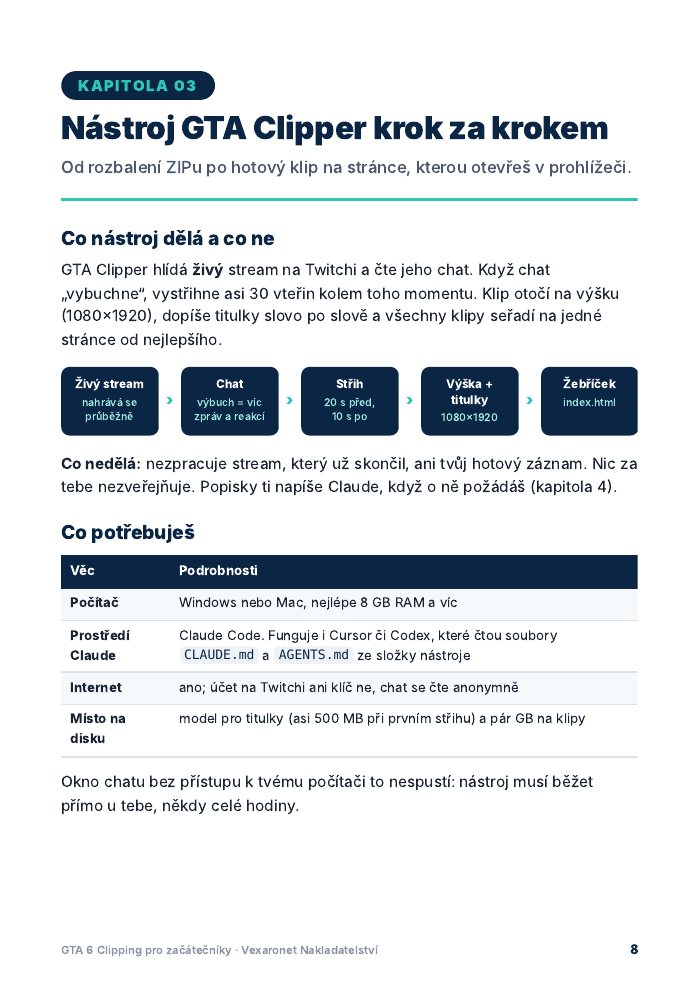 KAPITOLA 03
Nástroj GTA Clipper krok za krokem
Od rozbalení ZIPu po hotový klip na stránce, kterou otevřeš v prohlížeči.
Co nástroj dělá a co ne
GTA Clipper hlídá živý stream na Twitchi a čte jeho chat. Když chat
„vybuchne“, vystřihne asi 30 vteřin kolem toho momentu. Klip otočí na výšku
(1080×1920), dopíše titulky slovo po slově a všechny klipy seřadí na jedné
stránce od nejlepšího.
Živý stream
nahrává se
průběžně
›
Chat
výbuch = víc
zpráv a reakcí
›
Střih
20 s před,
10 s po
›
Výška +
titulky
1080×1920
›
Žebříček
index.html
Co nedělá: nezpracuje stream, který už skončil, ani tvůj hotový záznam. Nic za
tebe nezveřejňuje. Popisky ti napíše Claude, když o ně požádáš (kapitola 4).
Co potřebuješ
Věc Podrobnosti
Počítač Windows nebo Mac, nejlépe 8 GB RAM a víc
Prostředí Claude Code. Funguje i Cursor či Codex, které čtou soubory
Claude CLAUDE.md a AGENTS.md ze složky nástroje
Internet ano; účet na Twitchi ani klíč ne, chat se čte anonymně
Místo na model pro titulky (asi 500 MB při prvním střihu) a pár GB na klipy
disku
Okno chatu bez přístupu k tvému počítači to nespustí: nástroj musí běžet
přímo u tebe, někdy celé hodiny.
GTA 6 Clipping pro začátečníky · Vexaronet Nakladatelství 8